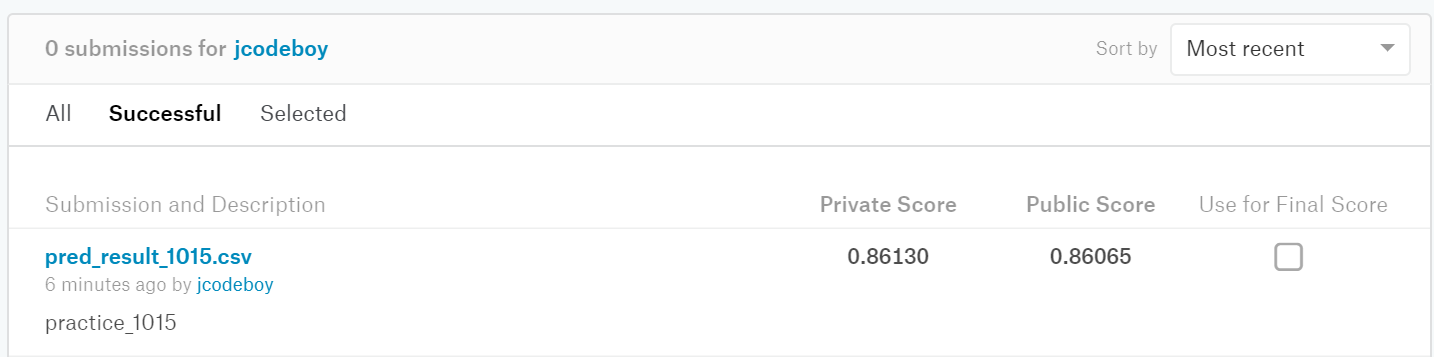 0 submissions for jcodeboy
Sort by Most recent
All Successful Selected
Submission and Description Private Score Public Score Use for Final Score
pred_result_1015.csv 0.86130 0.86065
6 minutes ago by jcodeboy
practice_1015